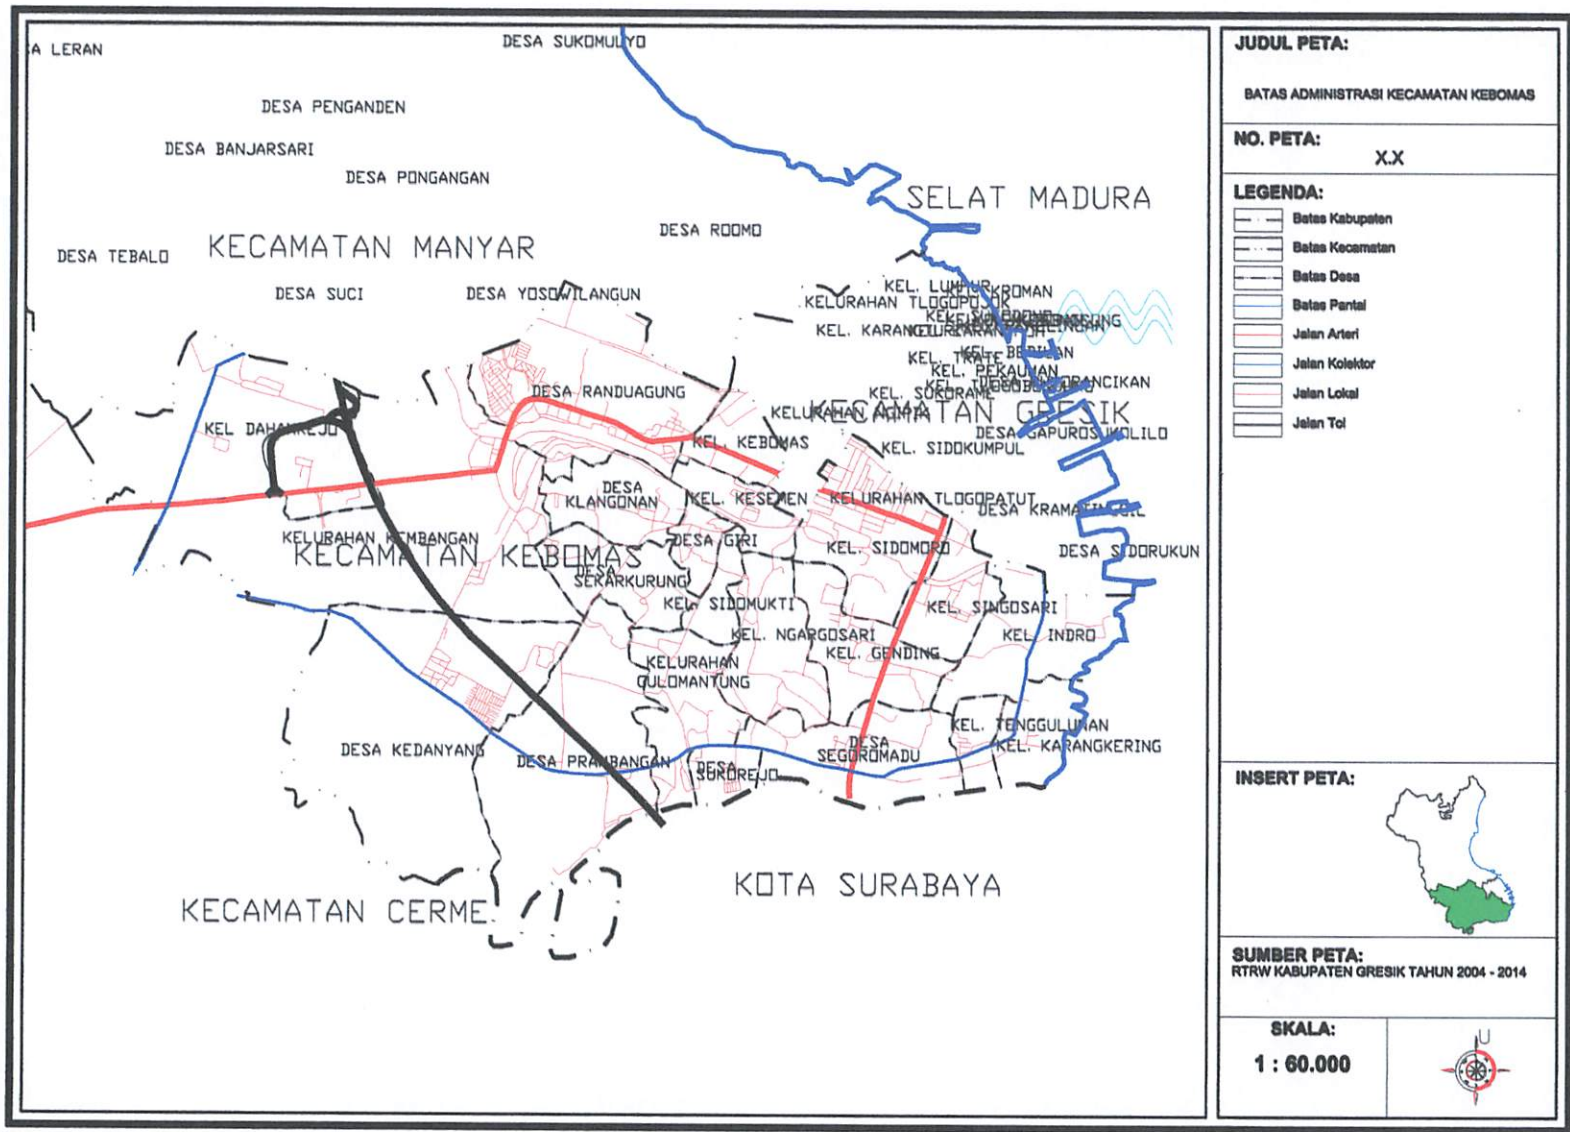 A LERAN
DESA SUKOMULYO
DESA PENGANDEN
DESA BANJARSARI
DESA PONGANGAN
SELAT MADURA
DESA ROOMO
KECAMATAN MANYAR
DESA TEBALO
DESA SUCI
DESA YOSOWILANGUN
KEL. LUMPUR
KROMAN
KELURAHAN TLOGOPOJOK
KEL. TRATE
KEL. PEKAUMAN
DESA RANDUAGUNG
KEL. SUKORAME
KECAMATAN GRESIK
KEL DAHANREJO
KEL. KEBOMAS
DESA GAPUROSUKOLILO
KEL. SIDOKUMPUL
DESA
KLANGONAN
KEL. KESEMEN
KELURAHAN TLOGOPATUT
DESA KRAMATINGGIL
KELURAHAN KEMBANGAN
KECAMATAN KEBOMAS
DESA GIRI
KEL. SIDOMORO
DESA SIDORUKUN
DESA
SEKARKURUNG
KEL. SIDOMUKTI
KEL. SINGOSARI
KEL. NGARGOSARI
KEL. INDRO
KEL. GENDING
KELURAHAN
GULOMANTUNG
KEL. TENGGULUNAN
DESA KEDANYANG
DESA PRAMBANGAN
DESA
SEGOROMADU
KEL. KARANGKERING
DESA
SUKOREJO
KOTA SURABAYA
KECAMATAN CERME
JUDUL PETA:
BATAS ADMINISTRASI KECAMATAN KEBOMAS
NO. PETA:
X.X
LEGENDA:
Batas Kabupaten
Batas Kecamatan
Batas Desa
Batas Pantai
Jalan Arteri
Jalan Kolektor
Jalan Lokal
Jalan Tol
INSERT PETA:
SUMBER PETA:
RTRW KABUPATEN GRESIK TAHUN 2004 - 2014
SKALA:
1 : 60.000
U